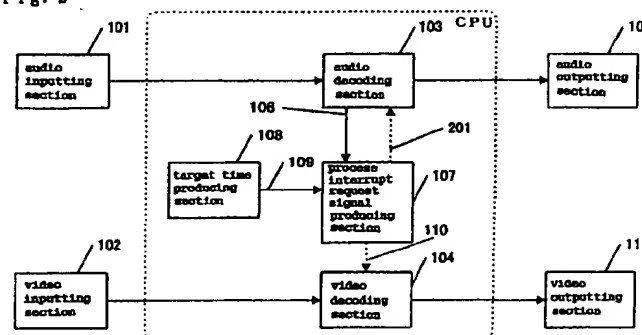 CPU
101
103
10
audio
inputting
section
audio
decoding
section
audio
outputting
section
106
201
108
109
target time
producing
section
process
interrupt
request
signal
producing
section
107
102
110
104
11
video
inputting
section
video
decoding
section
video
outputting
section